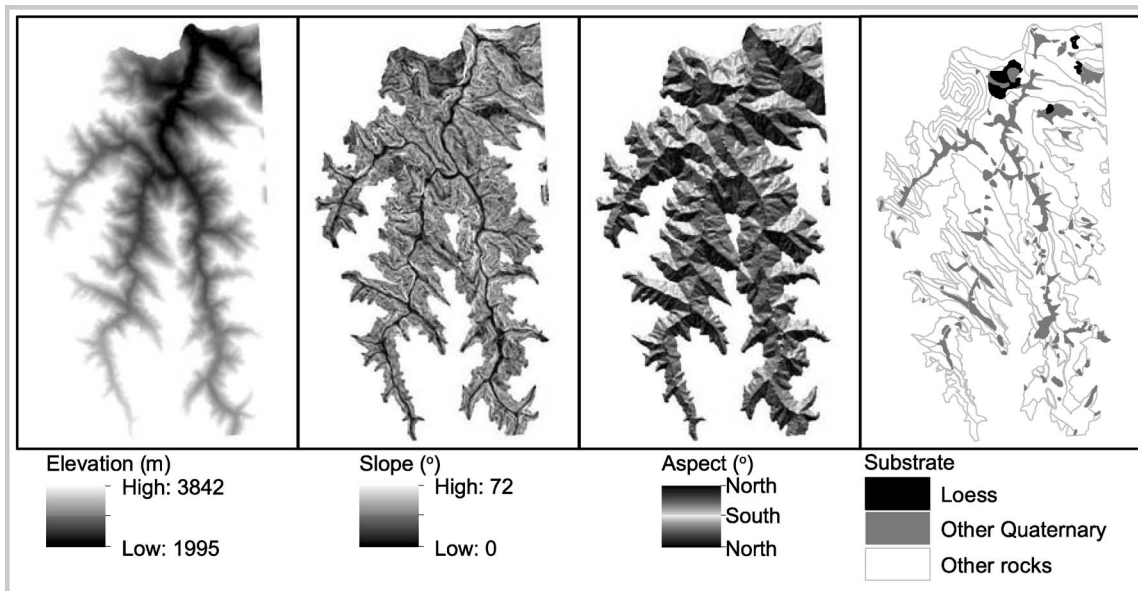 Elevation (m)
High: 3842
Low: 1995
Slope (º)
High: 72
Low: 0
Aspect (º)
North
South
North
Substrate
Loess
Other Quaternary
Other rocks